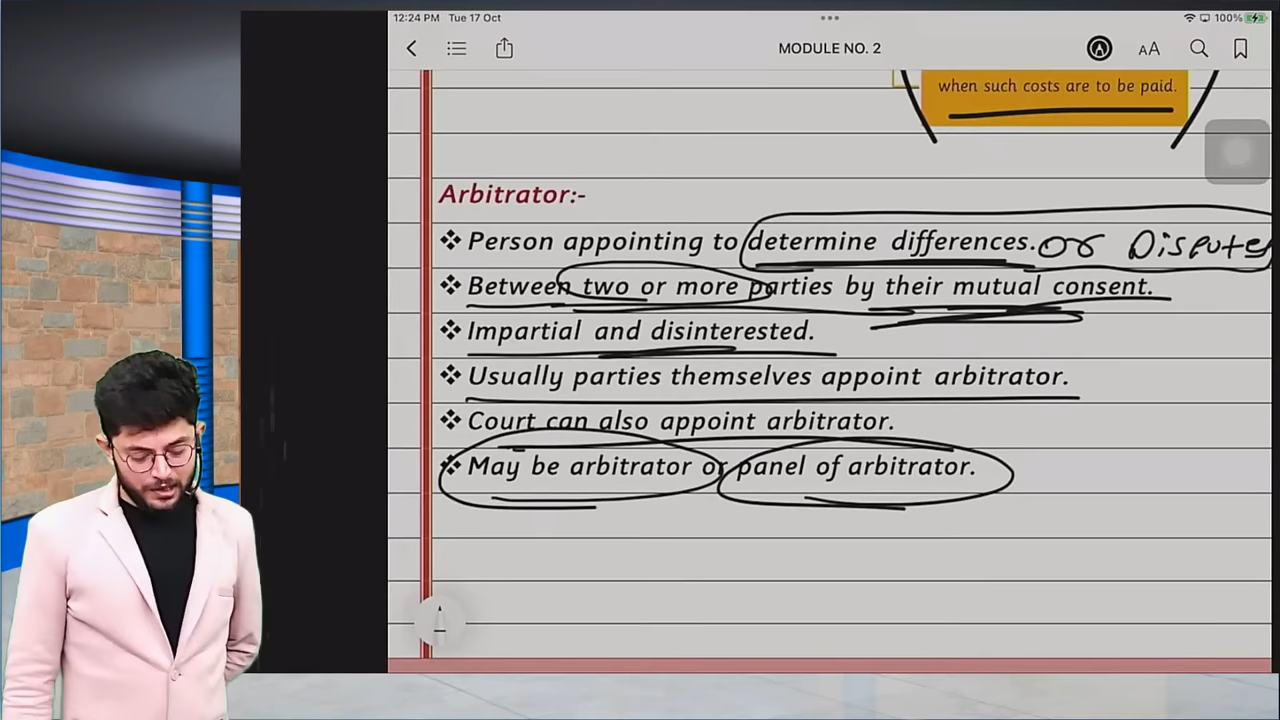 12:24 PM Tue 17 Oct
100%
MODULE NO. 2
AA
when such costs are to be paid.
Arbitrator:-
❖ Person appointing to determine differences. or Disputes
❖ Between two or more parties by their mutual consent.
❖ Impartial and disinterested.
❖ Usually parties themselves appoint arbitrator.
❖ Court can also appoint arbitrator.
❖ May be arbitrator or panel of arbitrator.